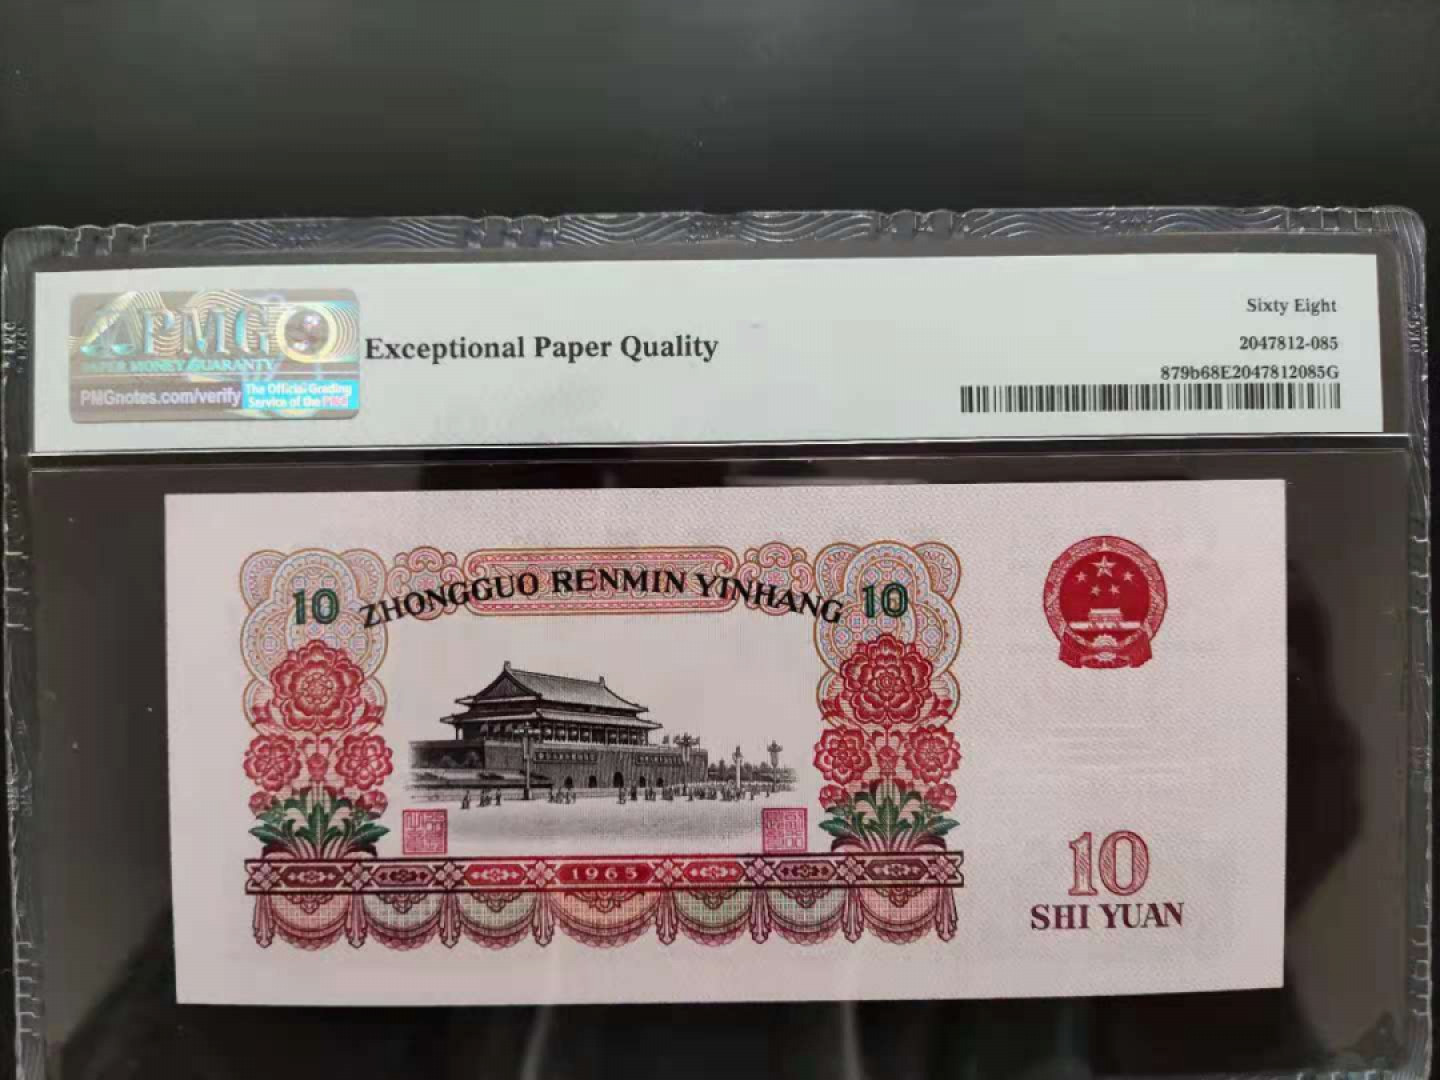 PMG
PAPER MONEY GUARANTY
PMGnotes.com/verify
The Official Grading
Service of the PNG
Exceptional Paper Quality
Sixty Eight
2047812-085
879b68E2047812085G
10 ZHONGGUO RENMIN YINHANG 10
1965
10
SHI YUAN